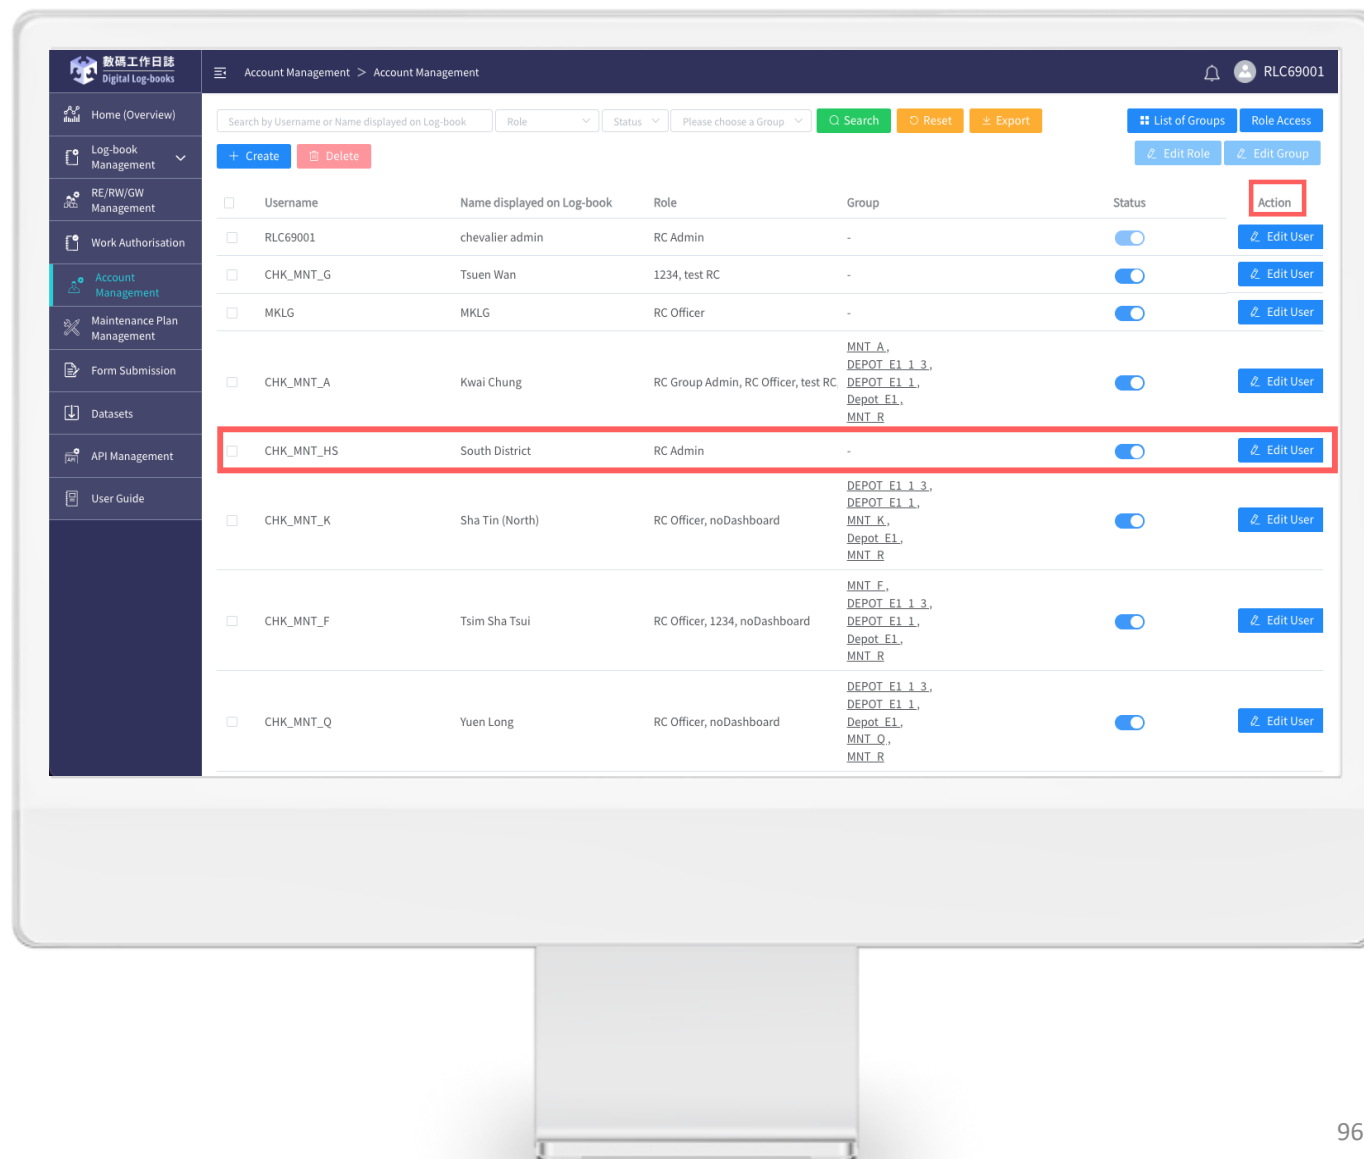 數碼工作日誌
Digital Log-books
Account Management > Account Management
RLC69001
Home (Overview)
Log-book
Management
RE/RW/GW
Management
Work Authorisation
Account
Management
Maintenance Plan
Management
Form Submission
Datasets
API Management
User Guide
Search by Username or Name displayed on Log-book Role Status Please choose a Group Search Reset Export List of Groups Role Access
+ Create Delete Edit Role Edit Group
Username Name displayed on Log-book Role Group Status Action
RLC69001 chevalier admin RC Admin - Edit User
CHK_MNT_G Tsuen Wan 1234, test RC - Edit User
MKLG MKLG RC Officer - Edit User
MNT_A,
DEPOT_E1_1_3,
CHK_MNT_A Kwai Chung RC Group Admin, RC Officer, test RC DEPOT_E1_1, Edit User
Depot_E1,
MNT_R
CHK_MNT_HS South District RC Admin - Edit User
DEPOT_E1_1_3,
DEPOT_E1_1,
CHK_MNT_K Sha Tin (North) RC Officer, noDashboard MNT_K, Edit User
Depot_E1,
MNT_R
MNT_F,
DEPOT_E1_1_3,
CHK_MNT_F Tsim Sha Tsui RC Officer, 1234, noDashboard DEPOT_E1_1, Edit User
Depot_E1,
MNT_R
DEPOT_E1_1_3,
DEPOT_E1_1,
CHK_MNT_Q Yuen Long RC Officer, noDashboard Depot_E1, Edit User
MNT_Q,
MNT_R
96